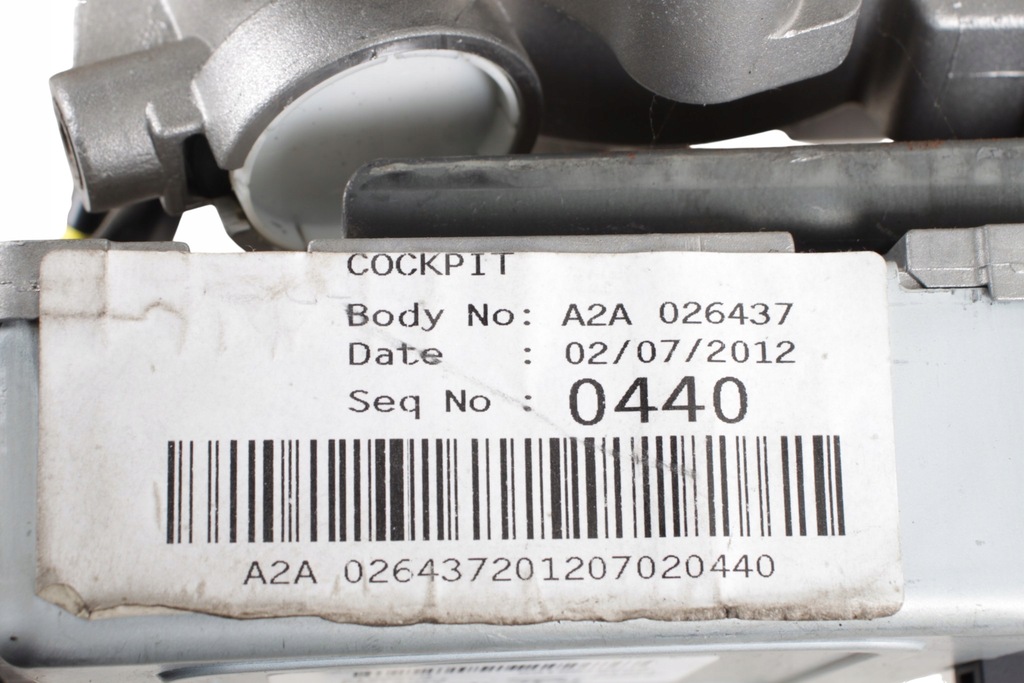 COCKPIT
Body No: A2A 026437
Date : 02/07/2012
Seq No : 0440
A2A 026437201207020440